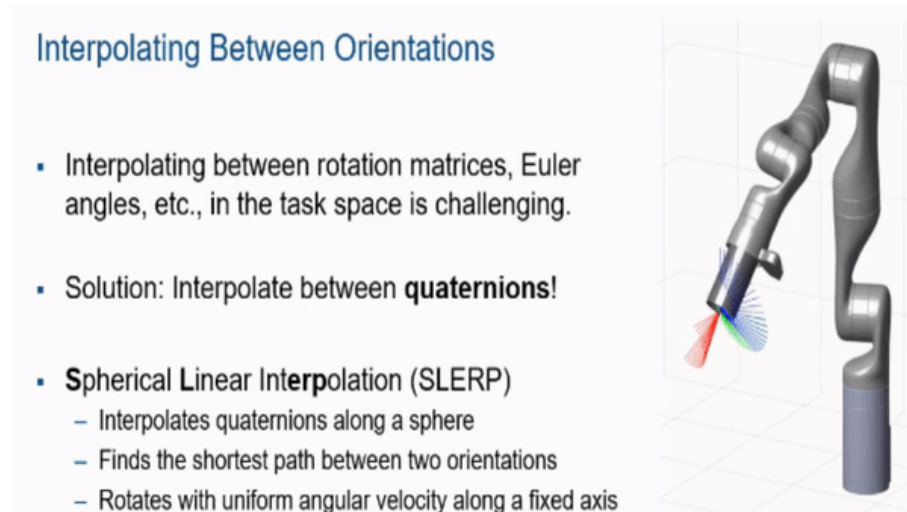 Interpolating Between Orientations
▪ Interpolating between rotation matrices, Euler
angles, etc., in the task space is challenging.
▪ Solution: Interpolate between quaternions!
▪ Spherical Linear Interpolation (SLERP)
– Interpolates quaternions along a sphere
– Finds the shortest path between two orientations
– Rotates with uniform angular velocity along a fixed axis